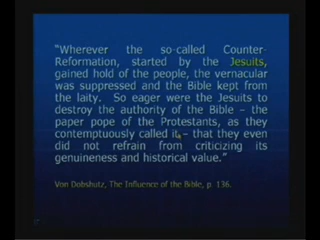 "Wherever the so-called Counter-
Reformation, started by the Jesuits,
gained hold of the people, the vernacular
was suppressed and the Bible kept from
the laity. So eager were the Jesuits to
destroy the authority of the Bible – the
paper pope of the Protestants, as they
contemptuously called it – that they even
did not refrain from criticizing its
genuineness and historical value."
Von Dobshutz, The Influence of the Bible, p. 136.